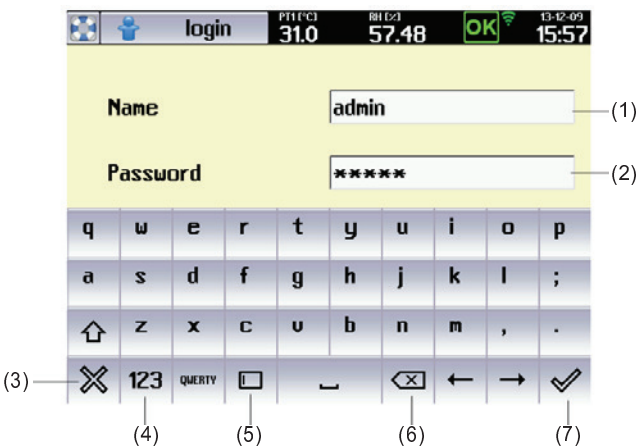 login PT1[°C] RH[%] 13-12-09
31.0 57.48 OK 15:57
Name admin (1)
Password ***** (2)
q w e r t y u i o p
a s d f g h j k l ;
z x c v b n m , .
(3) 123 QWERTY
(4) (5) (6) (7)